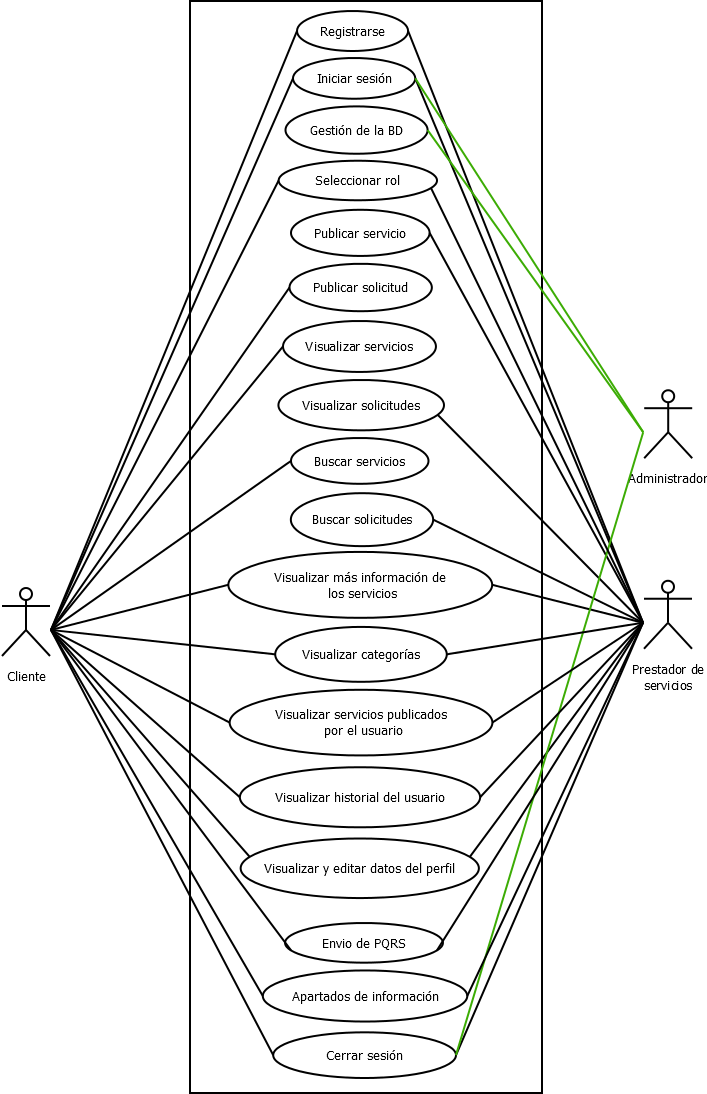 Registrarse
Iniciar sesión
Gestión de la BD
Seleccionar rol
Publicar servicio
Publicar solicitud
Visualizar servicios
Visualizar solicitudes
Buscar servicios
Buscar solicitudes
Visualizar más información de
los servicios
Visualizar categorías
Visualizar servicios publicados
por el usuario
Visualizar historial del usuario
Visualizar y editar datos del perfil
Envio de PQRS
Apartados de información
Cerrar sesión
Cliente
Administrador
Prestador de
servicios